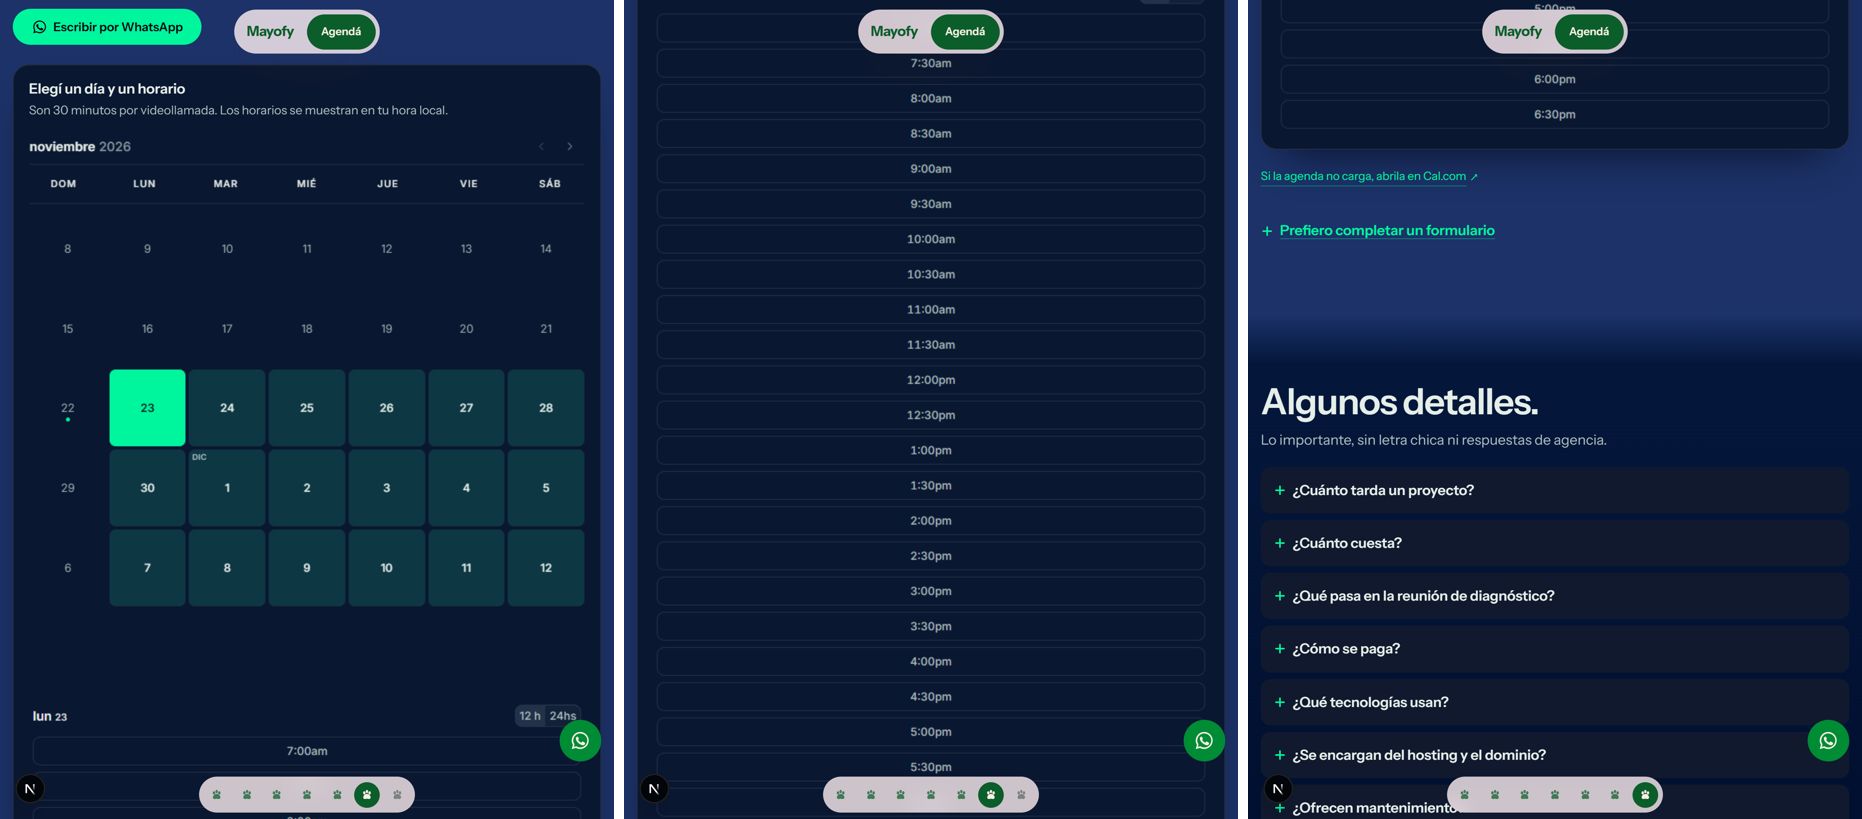 Escribir por WhatsApp
Mayofy Agendá
Elegí un día y un horario
Son 30 minutos por videollamada. Los horarios se muestran en tu hora local.
noviembre 2026
DOM LUN MAR MIÉ JUE VIE SÁB
8 9 10 11 12 13 14
15 16 17 18 19 20 21
22 23 24 25 26 27 28
DIC
29 30 1 2 3 4 5
6 7 8 9 10 11 12
lun 23
12 h 24hs
7:00am
N
Mayofy Agendá
7:30am
8:00am
8:30am
9:00am
9:30am
10:00am
10:30am
11:00am
11:30am
12:00pm
12:30pm
1:00pm
1:30pm
2:00pm
2:30pm
3:00pm
3:30pm
4:00pm
4:30pm
5:00pm
5:30pm
N
5:00pm
Mayofy Agendá
6:00pm
6:30pm
Si la agenda no carga, abrila en Cal.com ↗
+ Prefiero completar un formulario
Algunos detalles.
Lo importante, sin letra chica ni respuestas de agencia.
+ ¿Cuánto tarda un proyecto?
+ ¿Cuánto cuesta?
+ ¿Qué pasa en la reunión de diagnóstico?
+ ¿Cómo se paga?
+ ¿Qué tecnologías usan?
+ ¿Se encargan del hosting y el dominio?
N
+ ¿Ofrecen mantenimiento